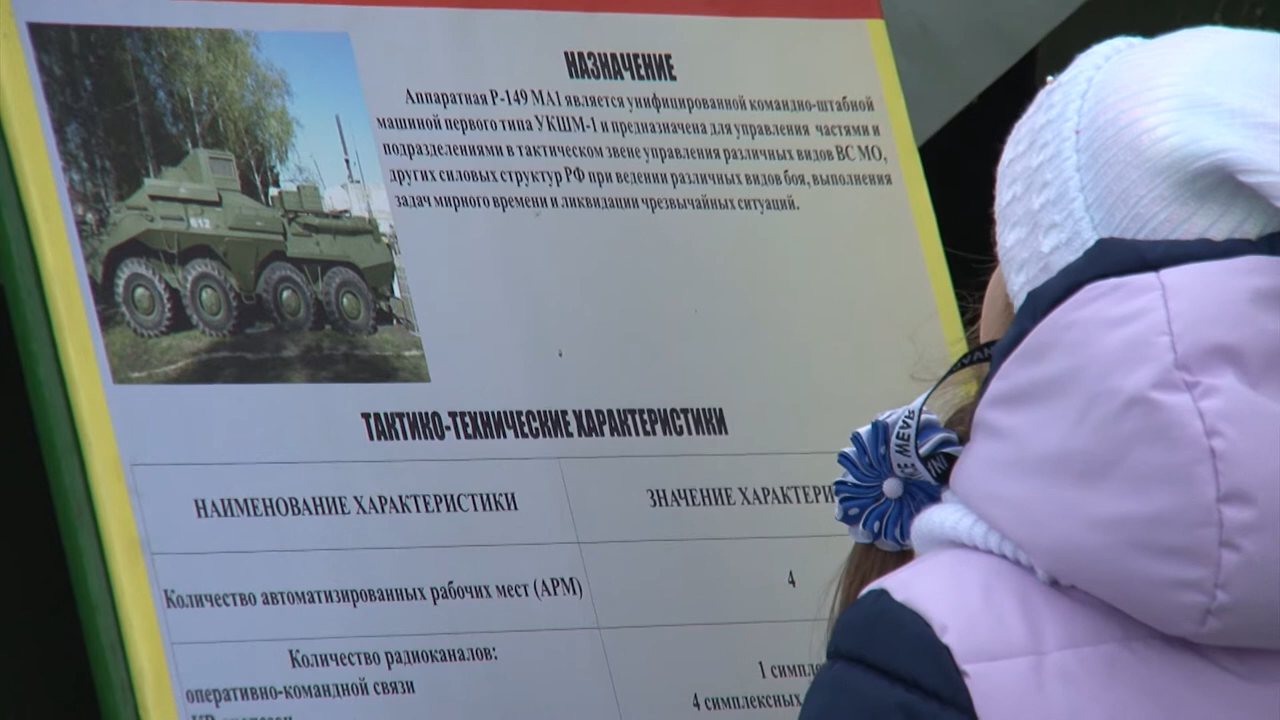 НАЗНАЧЕНИЕ
Аппаратная Р-149 МА1 является унифицированной командно-штабной
машиной первого типа УКШМ-1 и предназначена для управления частями и
подразделениями в тактическом звене управления различных видов ВС МО,
других силовых структур РФ при ведении различных видов боя, выполнения
задач мирного времени и ликвидации чрезвычайных ситуаций.
812
ТАКТИКО-ТЕХНИЧЕСКИЕ ХАРАКТЕРИСТИКИ
НАИМЕНОВАНИЕ ХАРАКТЕРИСТИКИ
ЗНАЧЕНИЕ ХАРАКТЕРИ
Количество автоматизированных рабочих мест (АРМ)
4
Количество радиоканалов:
оперативно-командной связи
1 симпле
4 симплексных